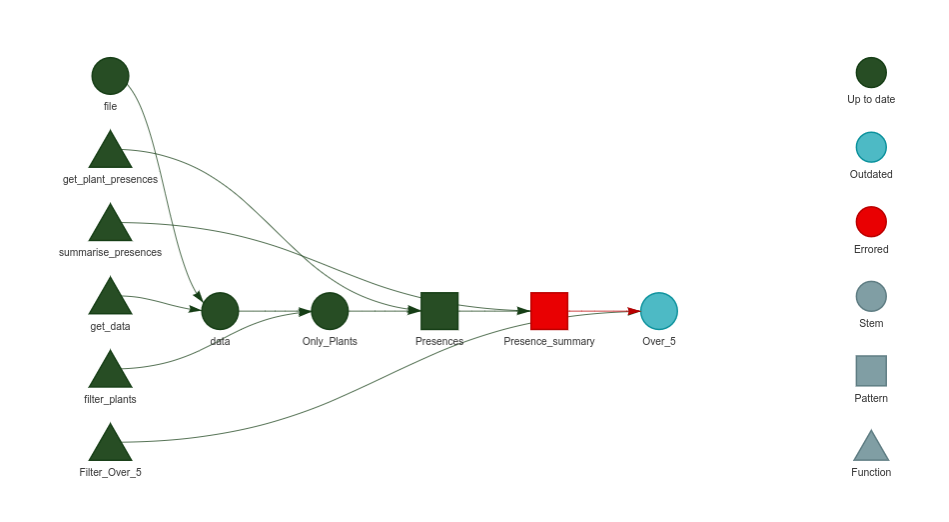 file
get_plant_presences
summarise_presences
get_data
filter_plants
Filter_Over_5
data
Only_Plants
Presences
Presence_summary
Over_5
Up to date
Outdated
Errored
Stem
Pattern
Function